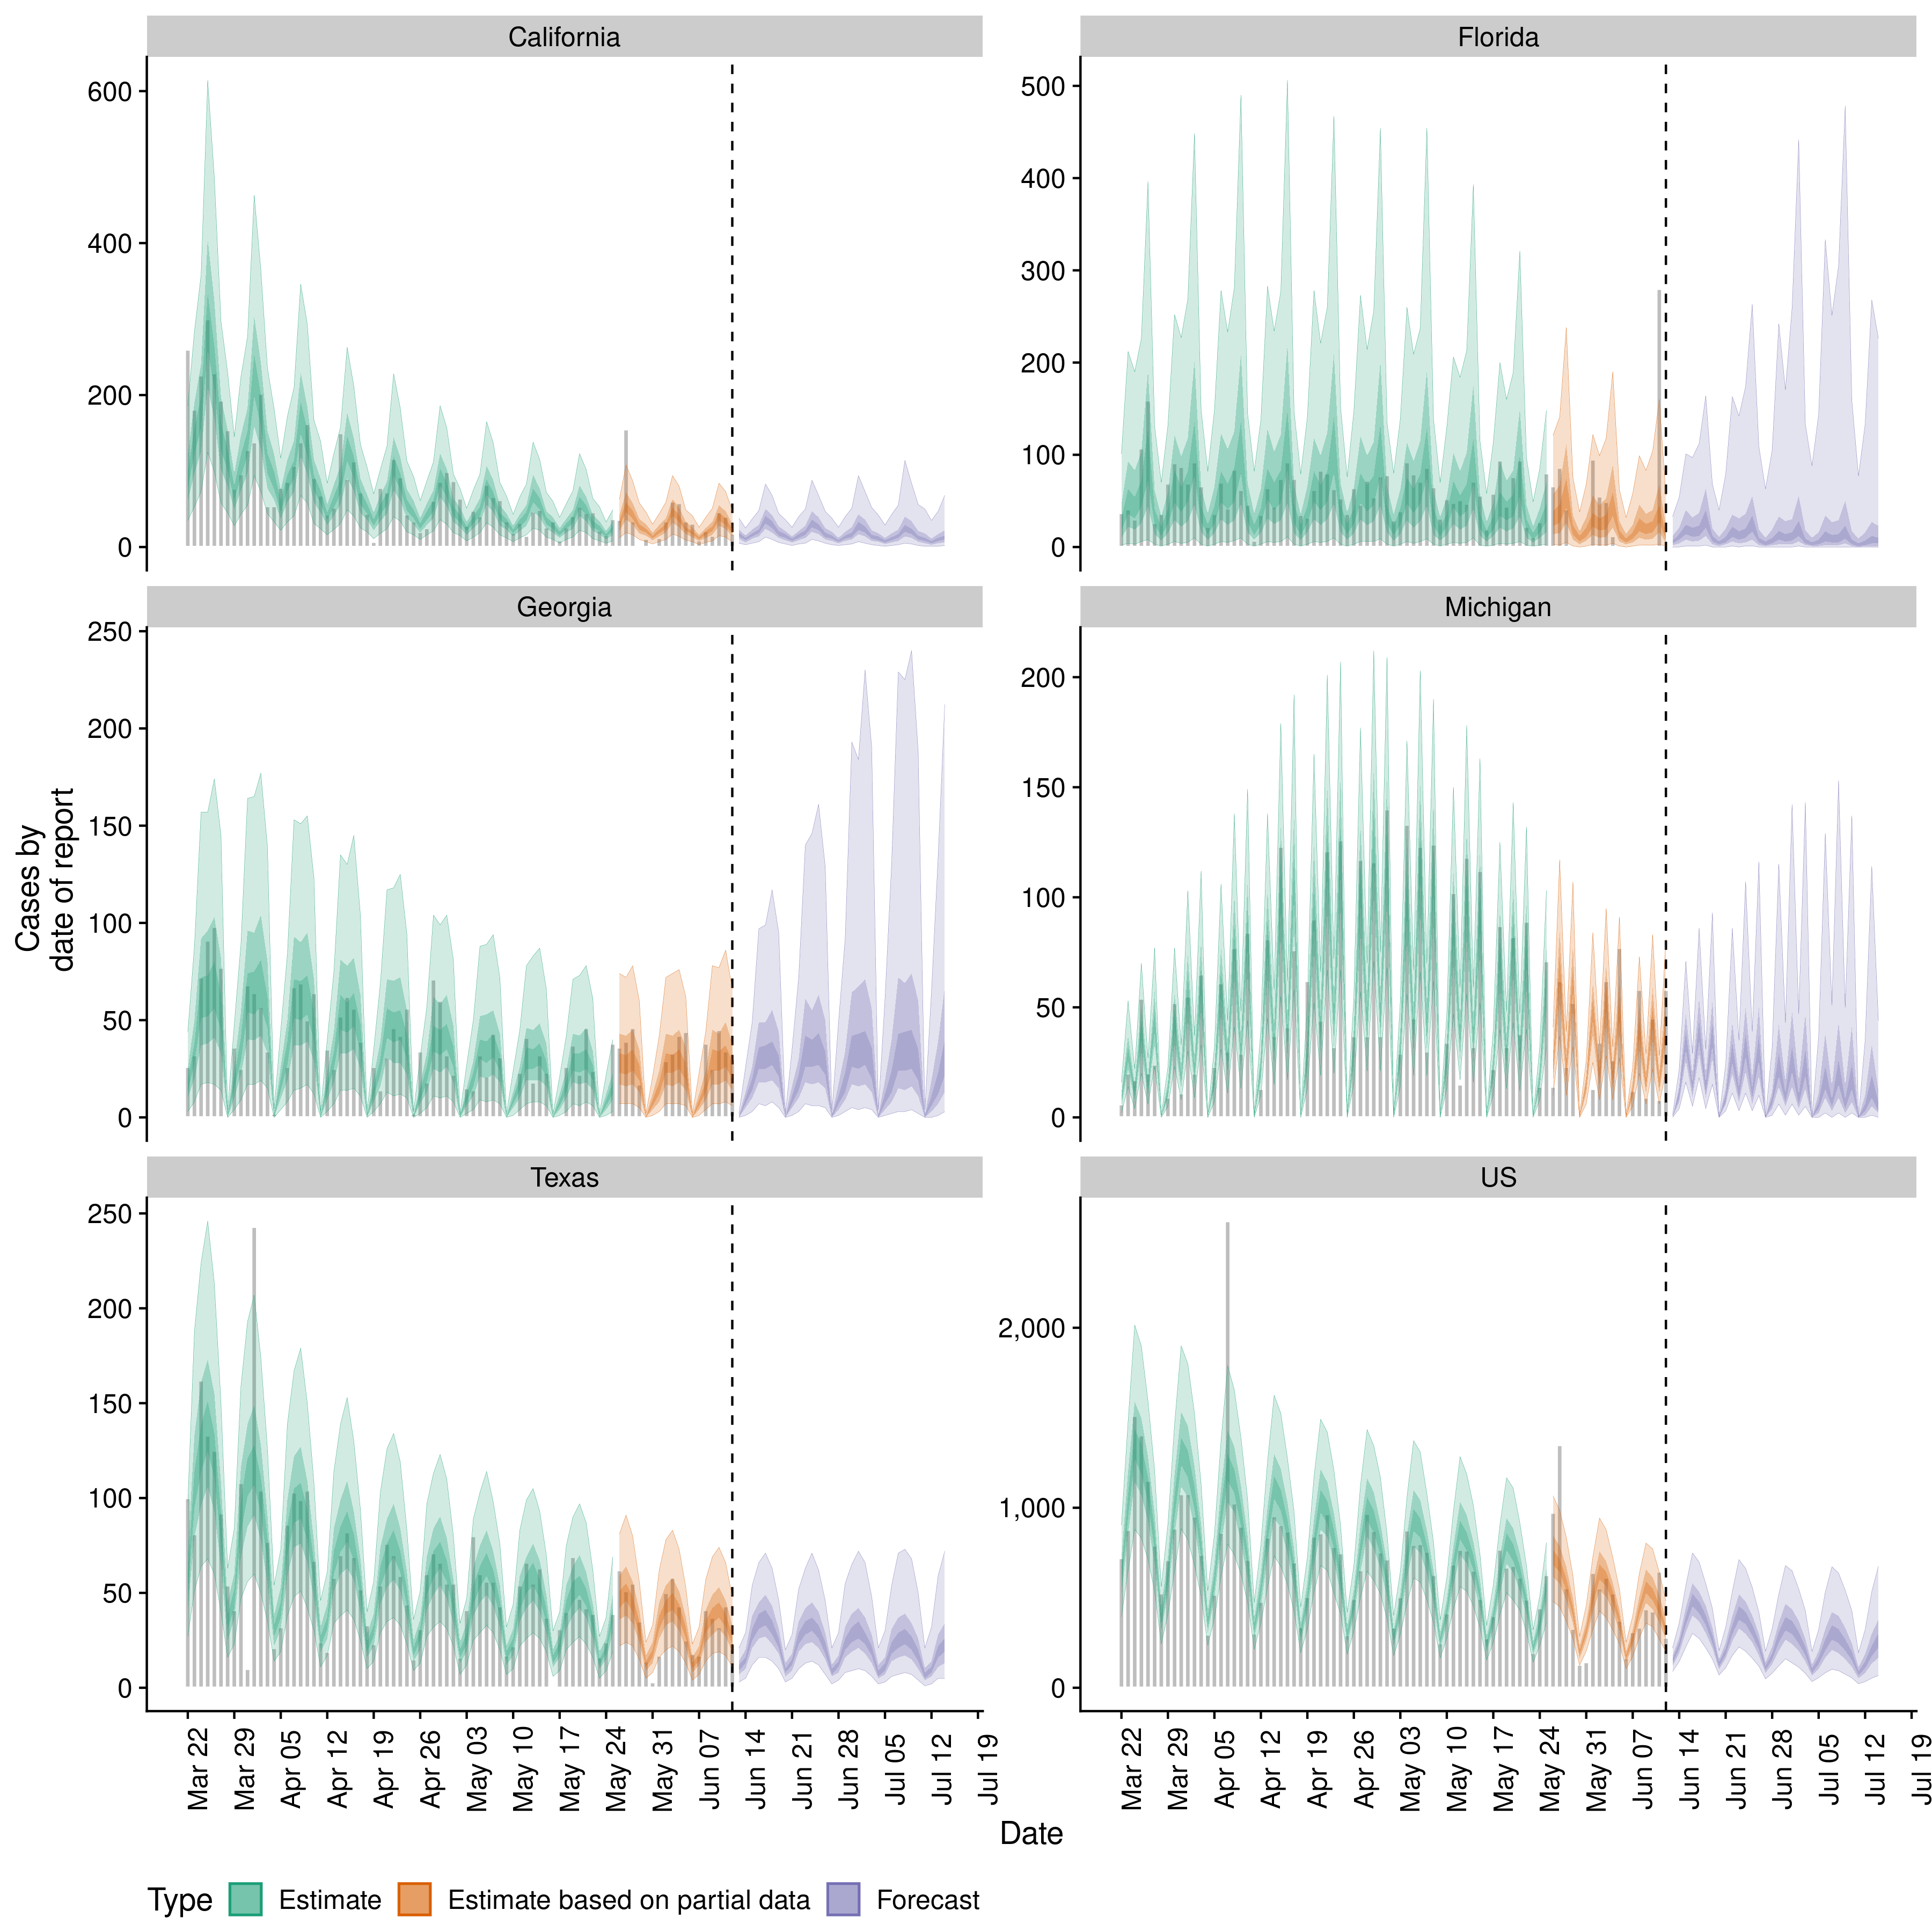 California
Florida
600
400
200
0
500
400
300
200
100
0
Georgia
Michigan
250
200
150
100
50
0
200
150
100
50
0
Texas
US
250
200
150
100
50
0
2,000
1,000
0
Cases by
date of report
Mar 22
Mar 29
Apr 05
Apr 12
Apr 19
Apr 26
May 03
May 10
May 17
May 24
May 31
Jun 07
Jun 14
Jun 21
Jun 28
Jul 05
Jul 12
Jul 19
Mar 22
Mar 29
Apr 05
Apr 12
Apr 19
Apr 26
May 03
May 10
May 17
May 24
May 31
Jun 07
Jun 14
Jun 21
Jun 28
Jul 05
Jul 12
Jul 19
Date
Type Estimate Estimate based on partial data Forecast